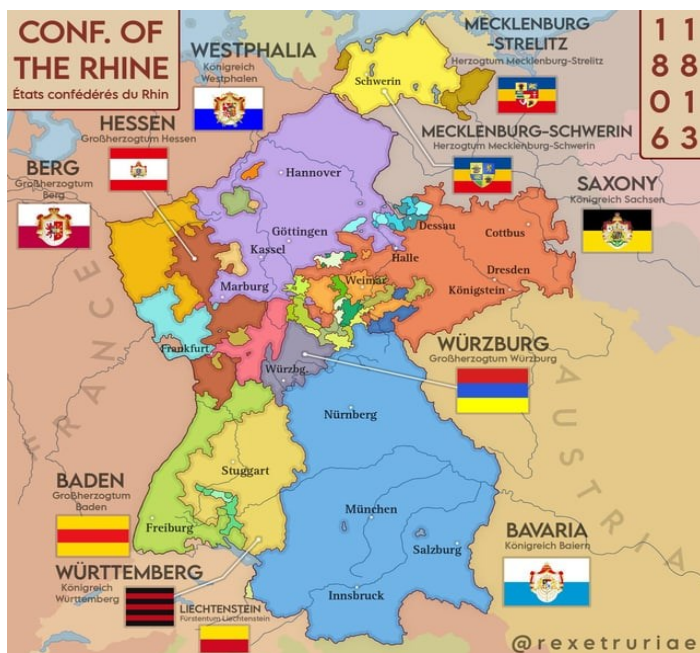 CONF. OF
THE RHINE
États confédérés du Rhin
1 1
8 8
0 1
6 3
WESTPHALIA
Königreich
Westphalen
MECKLENBURG
-STRELITZ
Herzogtum Mecklenburg-Strelitz
Schwerin
HESSEN
Großherzogtum Hessen
MECKLENBURG-SCHWERIN
Herzogtum Mecklenburg-Schwerin
BERG
Großherzogtum
Berg
SAXONY
Königreich Sachsen
Hannover
Göttingen
Kassel
Marburg
Dessau
Halle
Cottbus
Dresden
Königstein
Weimar
FRANCE
Frankfurt
Würzbg.
WÜRZBURG
Großherzogtum Würzburg
AUSTRIA
Nürnberg
Stuggart
München
Freiburg
Salzburg
Innsbruck
BADEN
Großherzogtum
Baden
BAVARIA
Königreich Baiern
WÜRTTEMBERG
Königreich
Württemberg
LIECHTENSTEIN
Fürstentum Liechtenstein
@rexetruriae